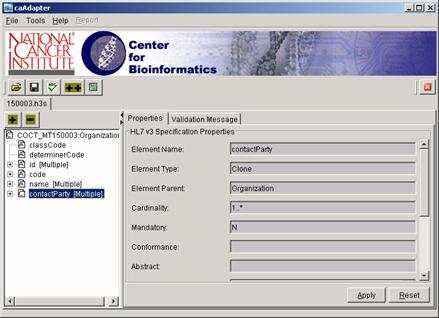 caAdapter
File Tools Help Report
NATIONAL
CANCER
INSTITUTE
Center
for
Bioinformatics
150003.h3s
COCT_MT150003:Organization
classCode
determinerCode
id [Multiple]
code
name [Multiple]
contactParty [Multiple]
Properties Validation Message
HL7 v3 Specification Properties
Element Name: contactParty
Element Type: Clone
Element Parent: Organization
Cardinality: 1..*
Mandatory: N
Conformance:
Abstract:
Apply Reset